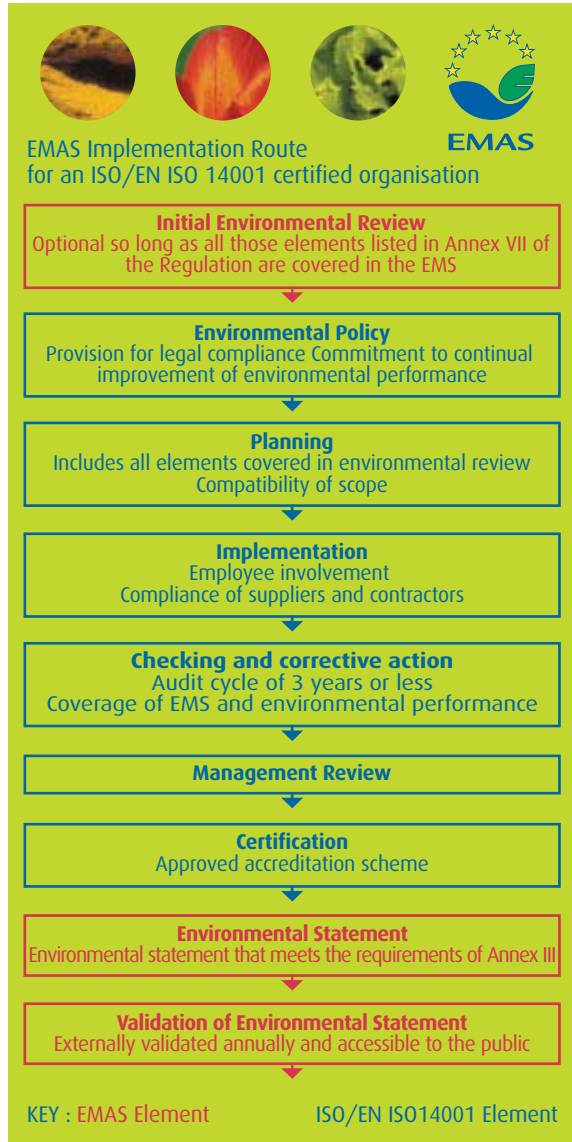 EMAS
EMAS Implementation Route
for an ISO/EN ISO 14001 certified organisation
Initial Environmental Review
Optional so long as all those elements listed in Annex VII of
the Regulation are covered in the EMS
Environmental Policy
Provision for legal compliance Commitment to continual
improvement of environmental performance
Planning
Includes all elements covered in environmental review
Compatibility of scope
Implementation
Employee involvement
Compliance of suppliers and contractors
Checking and corrective action
Audit cycle of 3 years or less
Coverage of EMS and environmental performance
Management Review
Certification
Approved accreditation scheme
Environmental Statement
Environmental statement that meets the requirements of Annex III
Validation of Environmental Statement
Externally validated annually and accessible to the public
KEY : EMAS Element ISO/EN ISO14001 Element